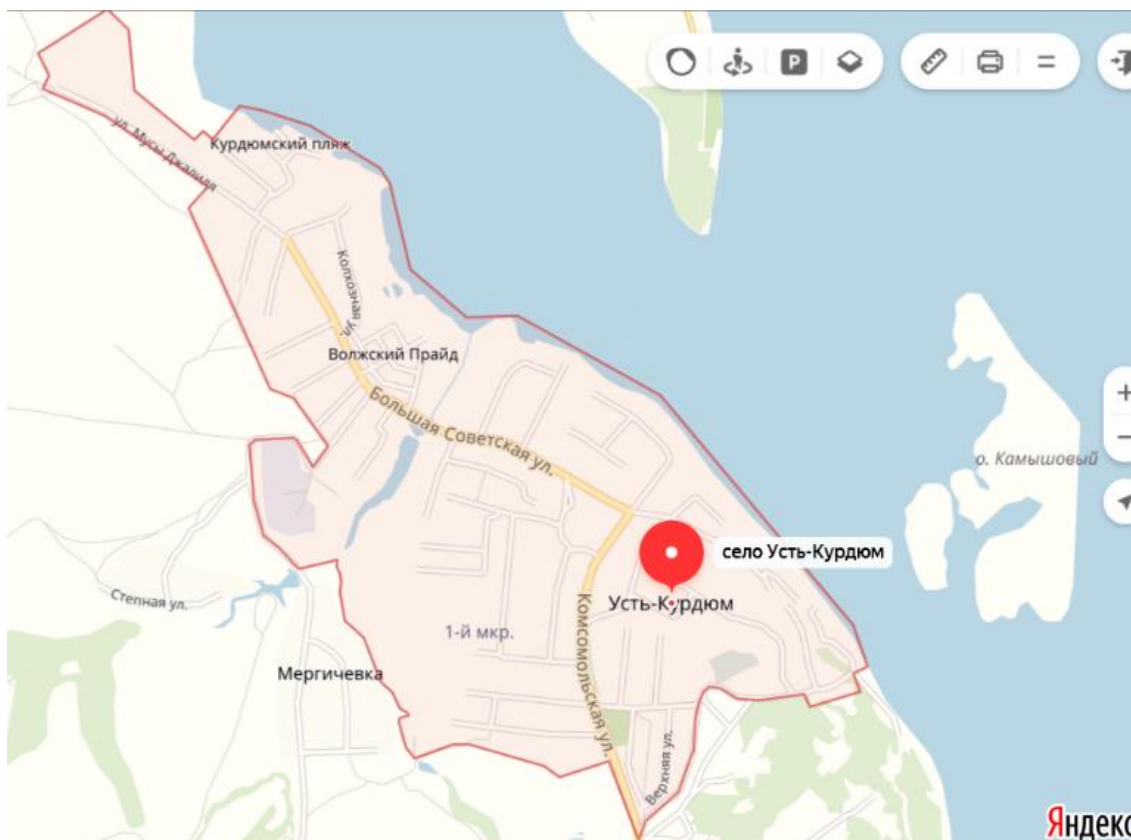 P
ул. Мусы Джалиля
Курдюмский пляж
Колхозная ул.
Волжский Прайд
Большая Советская ул.
о. Камышовый
село Усть-Курдюм
Усть-Курдюм
Степная ул.
1-й мкр.
Комсомольская ул.
Мергичевка
Верхняя ул.
Яндекс